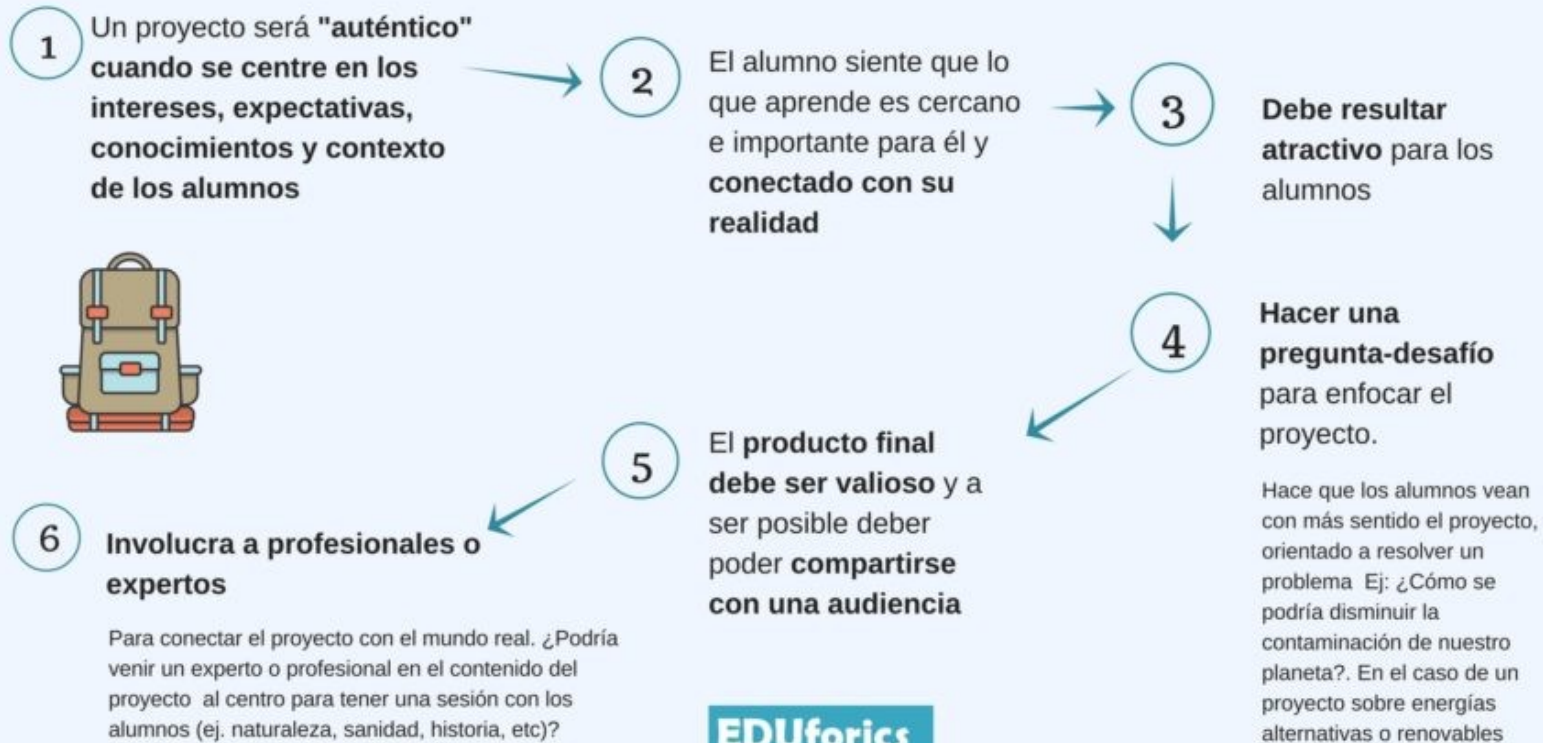 1
Un proyecto será "auténtico"
cuando se centre en los
intereses, expectativas,
conocimientos y contexto
de los alumnos
2
El alumno siente que lo
que aprende es cercano
e importante para él y
conectado con su
realidad
3
Debe resultar
atractivo para los
alumnos
4
Hacer una
pregunta-desafío
para enfocar el
proyecto.
Hace que los alumnos vean
con más sentido el proyecto,
orientado a resolver un
problema Ej: ¿Cómo se
podría disminuir la
contaminación de nuestro
planeta?. En el caso de un
proyecto sobre energías
alternativas o renovables
5
El producto final
debe ser valioso y a
ser posible deber
poder compartirse
con una audiencia
6
Involucra a profesionales o
expertos
Para conectar el proyecto con el mundo real. ¿Podría
venir un experto o profesional en el contenido del
proyecto al centro para tener una sesión con los
alumnos (ej. naturaleza, sanidad, historia, etc)?
EDUforics